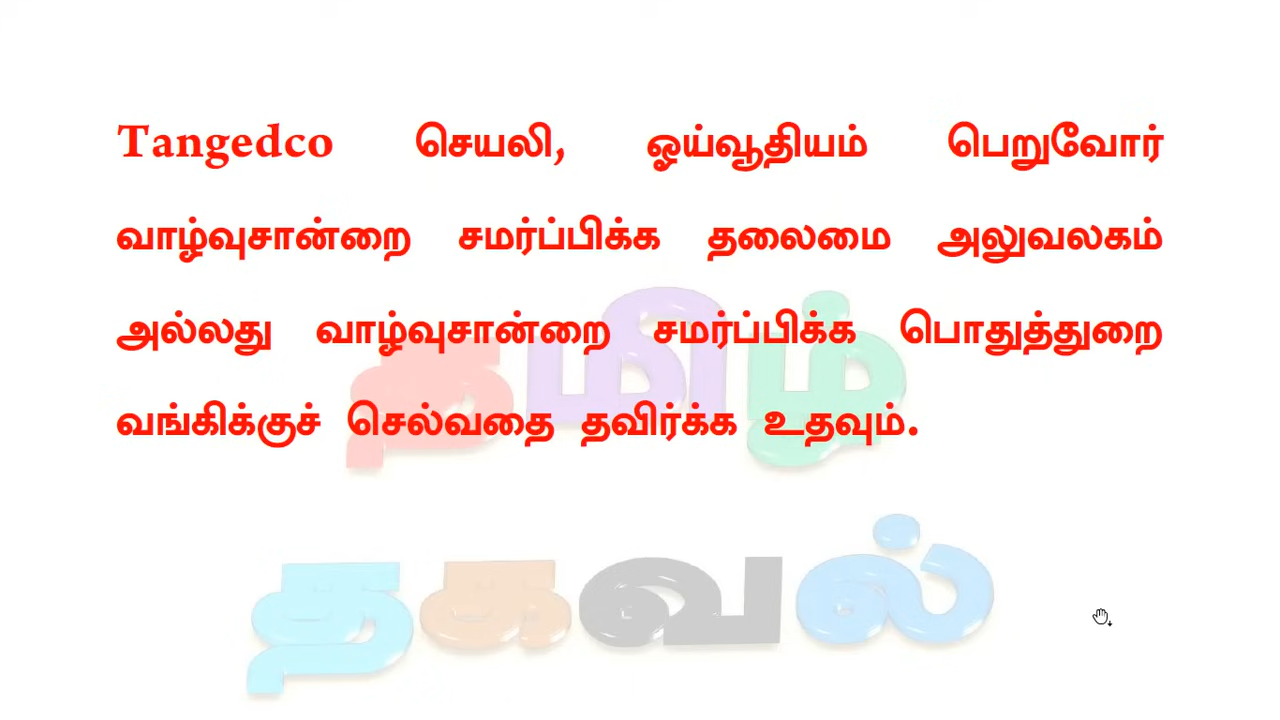 Tangedco செயலி, ஓய்வூதியம் பெறுவோர்
வாழ்வுசான்றை சமர்ப்பிக்க தலைமை அலுவலகம்
அல்லது வாழ்வுசான்றை சமர்ப்பிக்க பொதுத்துறை
வங்கிக்குச் செல்வதை தவிர்க்க உதவும்.
தமிழ்
தகவல்